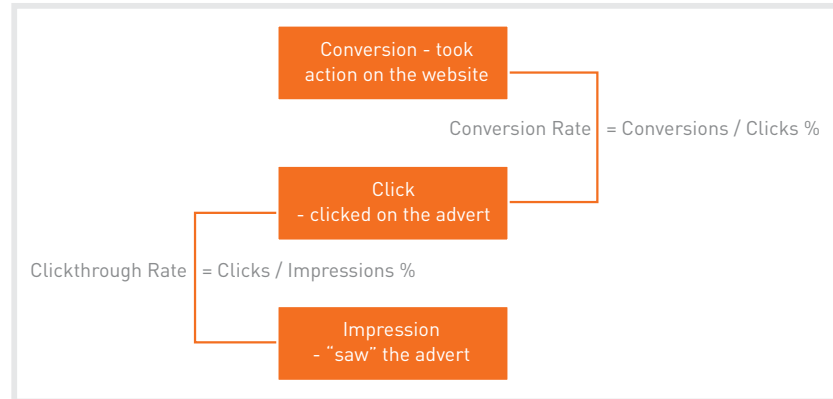 Conversion - took
action on the website
Conversion Rate = Conversions / Clicks %
Click
- clicked on the advert
Clickthrough Rate = Clicks / Impressions %
Impression
- “saw” the advert